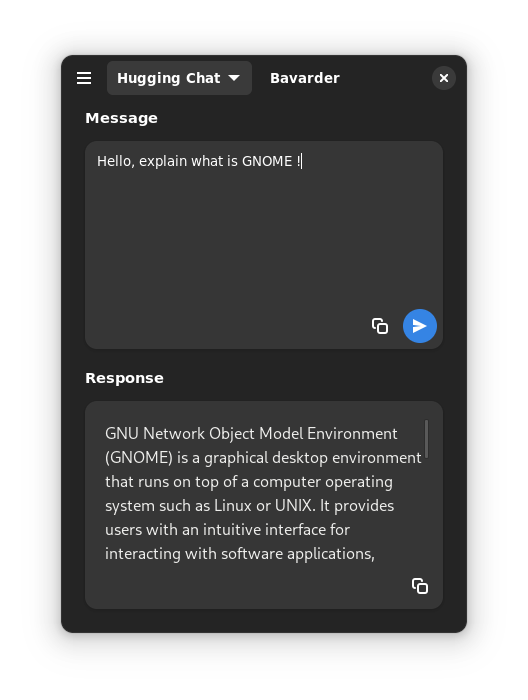 Hugging Chat
Bavarder
Message
Hello, explain what is GNOME !
Response
GNU Network Object Model Environment
(GNOME) is a graphical desktop environment
that runs on top of a computer operating
system such as Linux or UNIX. It provides
users with an intuitive interface for
interacting with software applications,